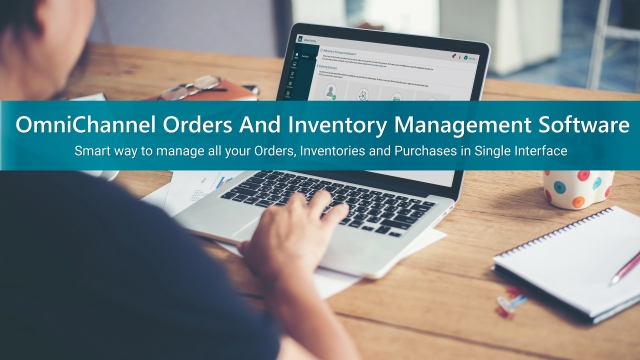 OmniChannel Orders And Inventory Management Software
Smart way to manage all your Orders, Inventories and Purchases in Single Interface